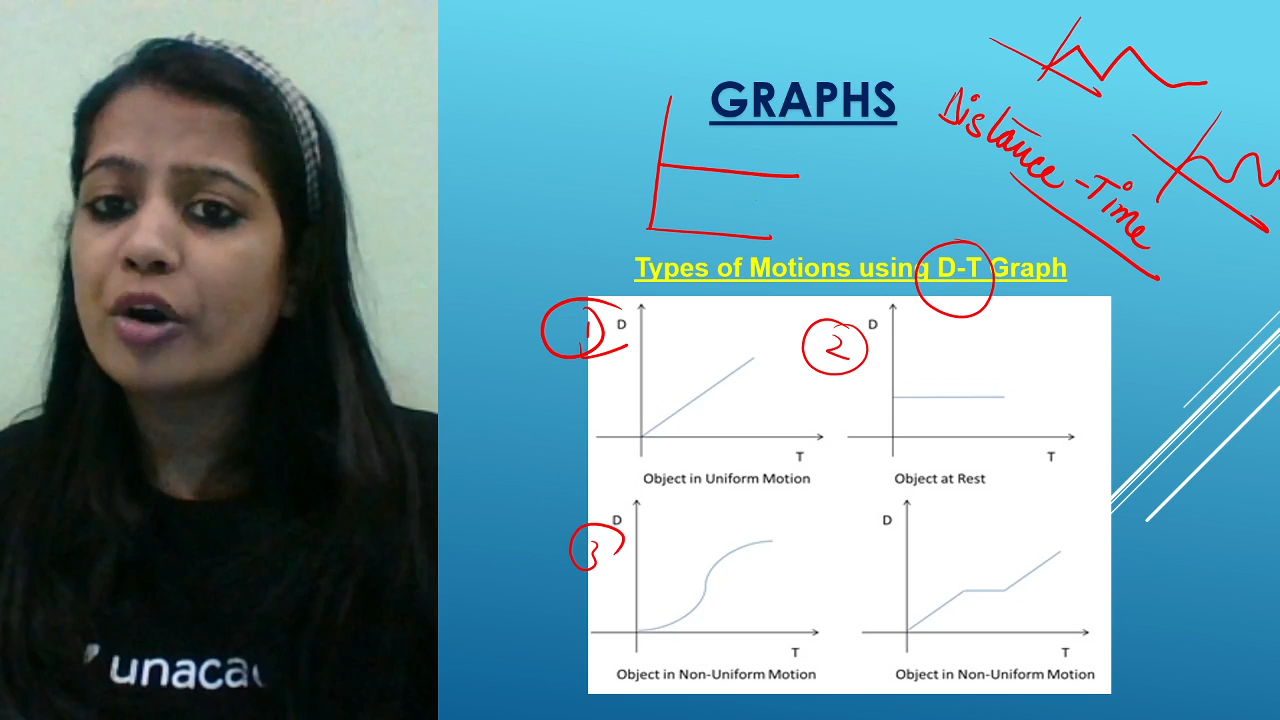 GRAPHS
Distance-Time
Types of Motions using D-T Graph
1
D
T
Object in Uniform Motion
2
D
T
Object at Rest
3
D
T
Object in Non-Uniform Motion
D
T
Object in Non-Uniform Motion
unaca